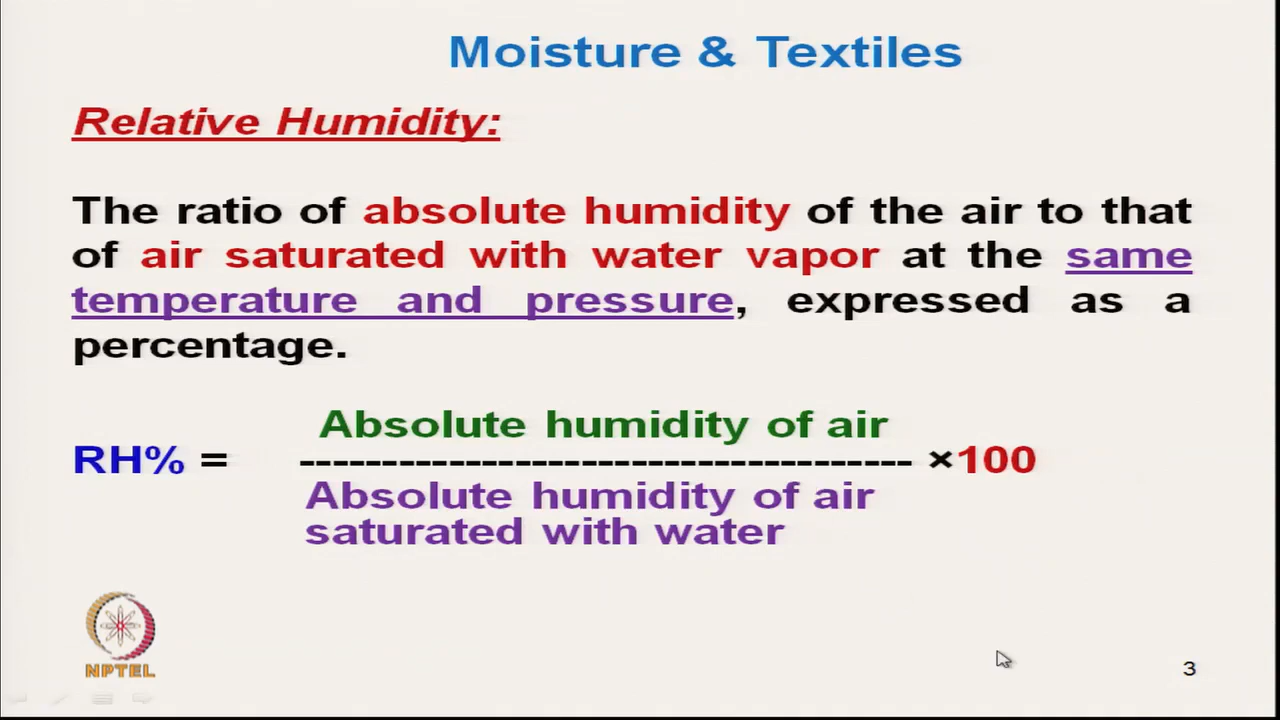 Moisture & Textiles
Relative Humidity:
The ratio of absolute humidity of the air to that
of air saturated with water vapor at the same
temperature and pressure, expressed as a
percentage.
Absolute humidity of air
RH% = ------------------------------------- ×100
Absolute humidity of air
saturated with water
NPTEL
3